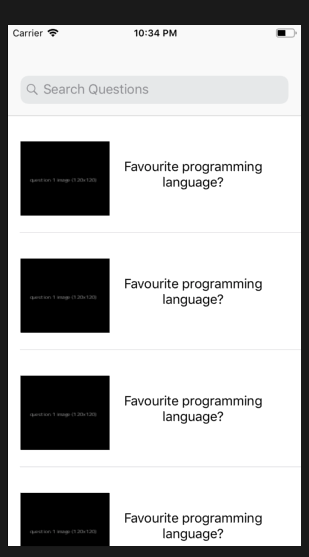 Carrier 10:34 PM
Search Questions
question 1 image (120x120)
Favourite programming
language?
question 1 image (120x120)
Favourite programming
language?
question 1 image (120x120)
Favourite programming
language?
question 1 image (120x120)
Favourite programming
language?